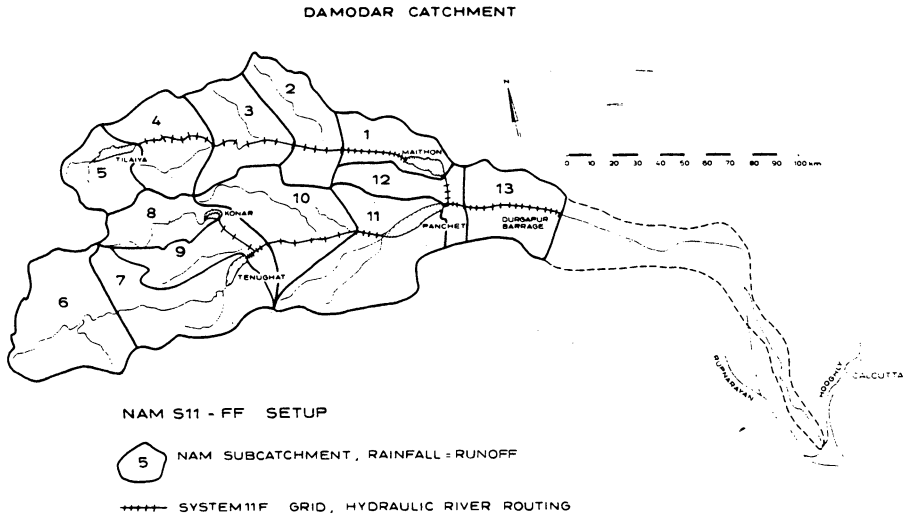 DAMODAR CATCHMENT
2
3
4
1
N
MAITHON
TILAIYA
0 10 20 30 40 50 60 70 80 90 100 km
5
12
13
8
KONAR
10
11
PANCHET
DURGAPUR
BARRAGE
9
TENUGHAT
7
6
RUPNARAYAN
HOOGHLY
CALCUTTA
NAM S11 - FF SETUP
5 NAM SUBCATCHMENT, RAINFALL = RUNOFF
SYSTEM 11F GRID, HYDRAULIC RIVER ROUTING